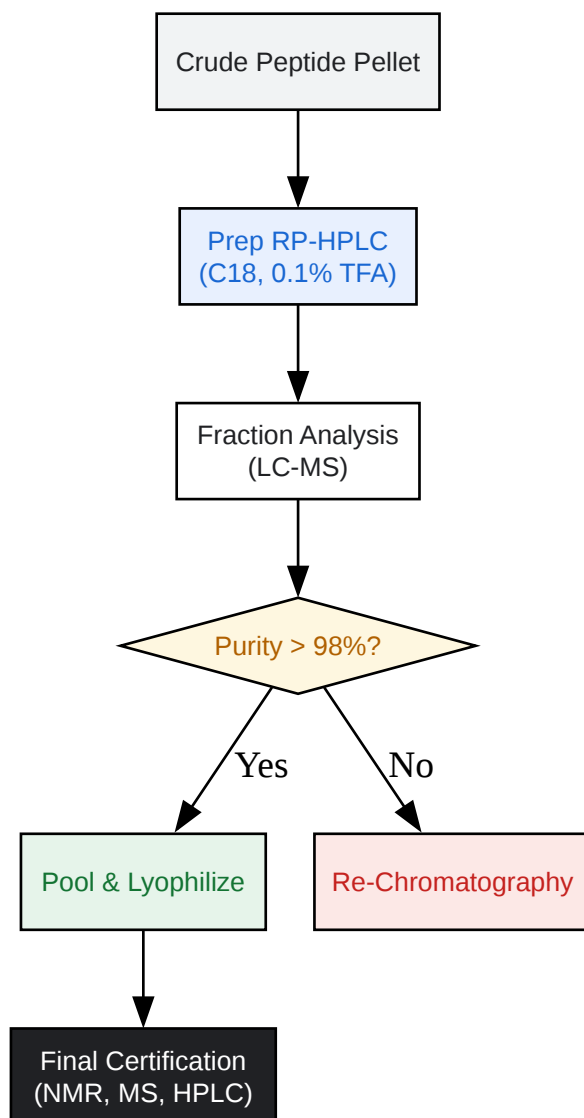 Crude Peptide Pellet
Prep RP-HPLC
(C18, 0.1% TFA)
Fraction Analysis
(LC-MS)
Purity > 98%?
Yes
No
Pool & Lyophilize
Re-Chromatography
Final Certification
(NMR, MS, HPLC)